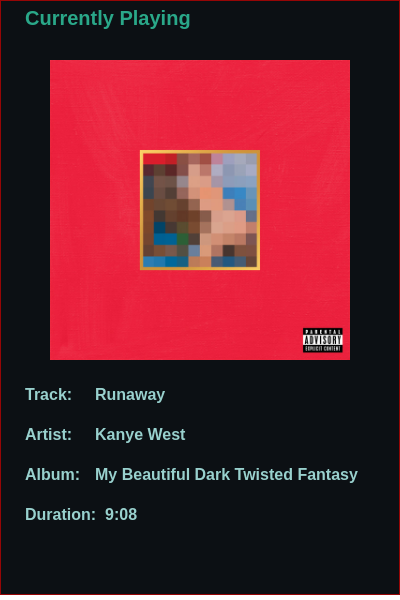 Currently Playing
PARENTAL
ADVISORY
EXPLICIT CONTENT
Track: Runaway
Artist: Kanye West
Album: My Beautiful Dark Twisted Fantasy
Duration: 9:08